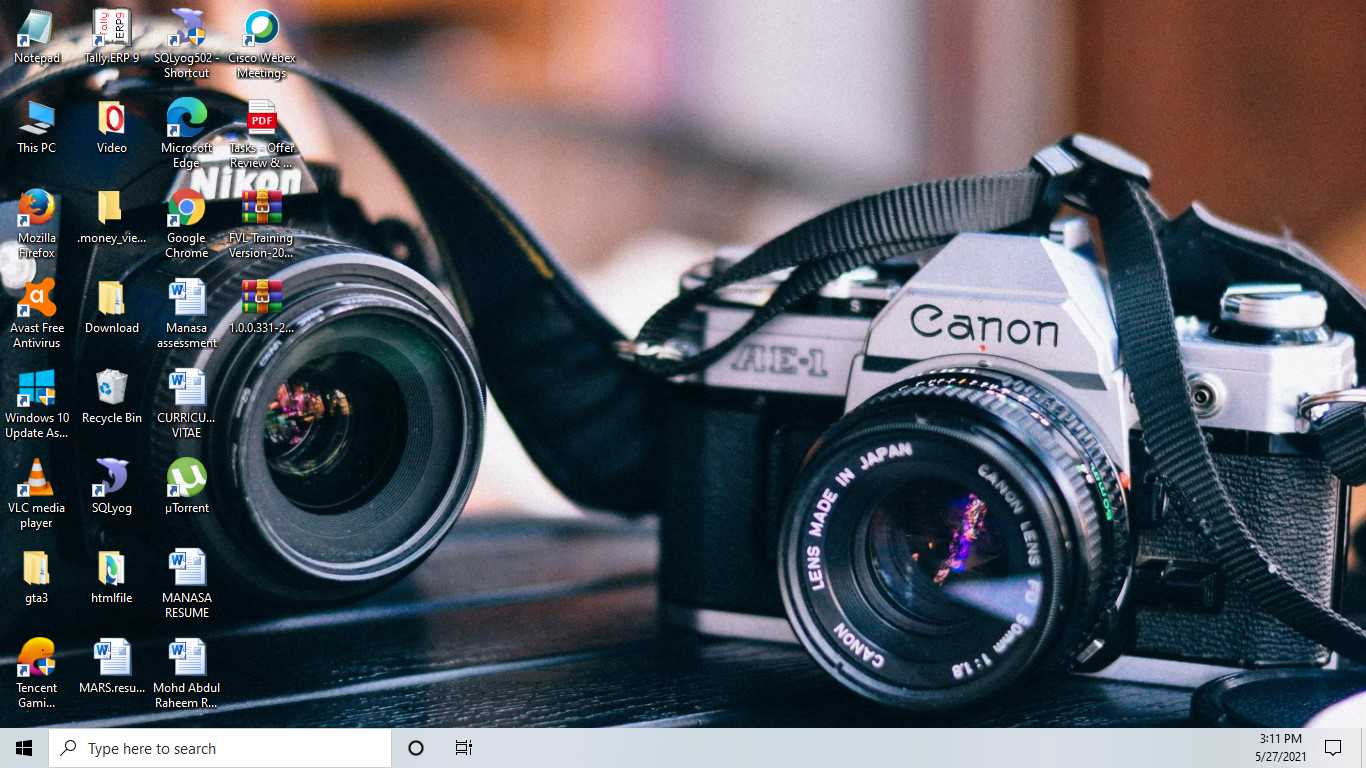 Notepad
Tally.ERP 9
SQLyog502 -
Shortcut
Cisco Webex
Meetings
This PC
Video
Microsoft
Edge
PDF
Tasks - Offer
Review & ...
Nikon
Mozilla
Firefox
.money_vie...
Google
Chrome
FVL-Training
Version-20...
Avast Free
Antivirus
Download
Manasa
assessment
1.0.0.331-2...
Windows 10
Update As...
Recycle Bin
CURRICU...
VITAE
VLC media
player
SQLyog
µTorrent
gta3
htmlfile
MANASA
RESUME
Tencent
Gami...
MARS.resu...
Mohd Abdul
Raheem R...
Canon
AE-1
S
LENS MADE IN JAPAN
CANON LENS FD 50mm 1:1.8
CANON
Type here to search
3:11 PM
5/27/2021